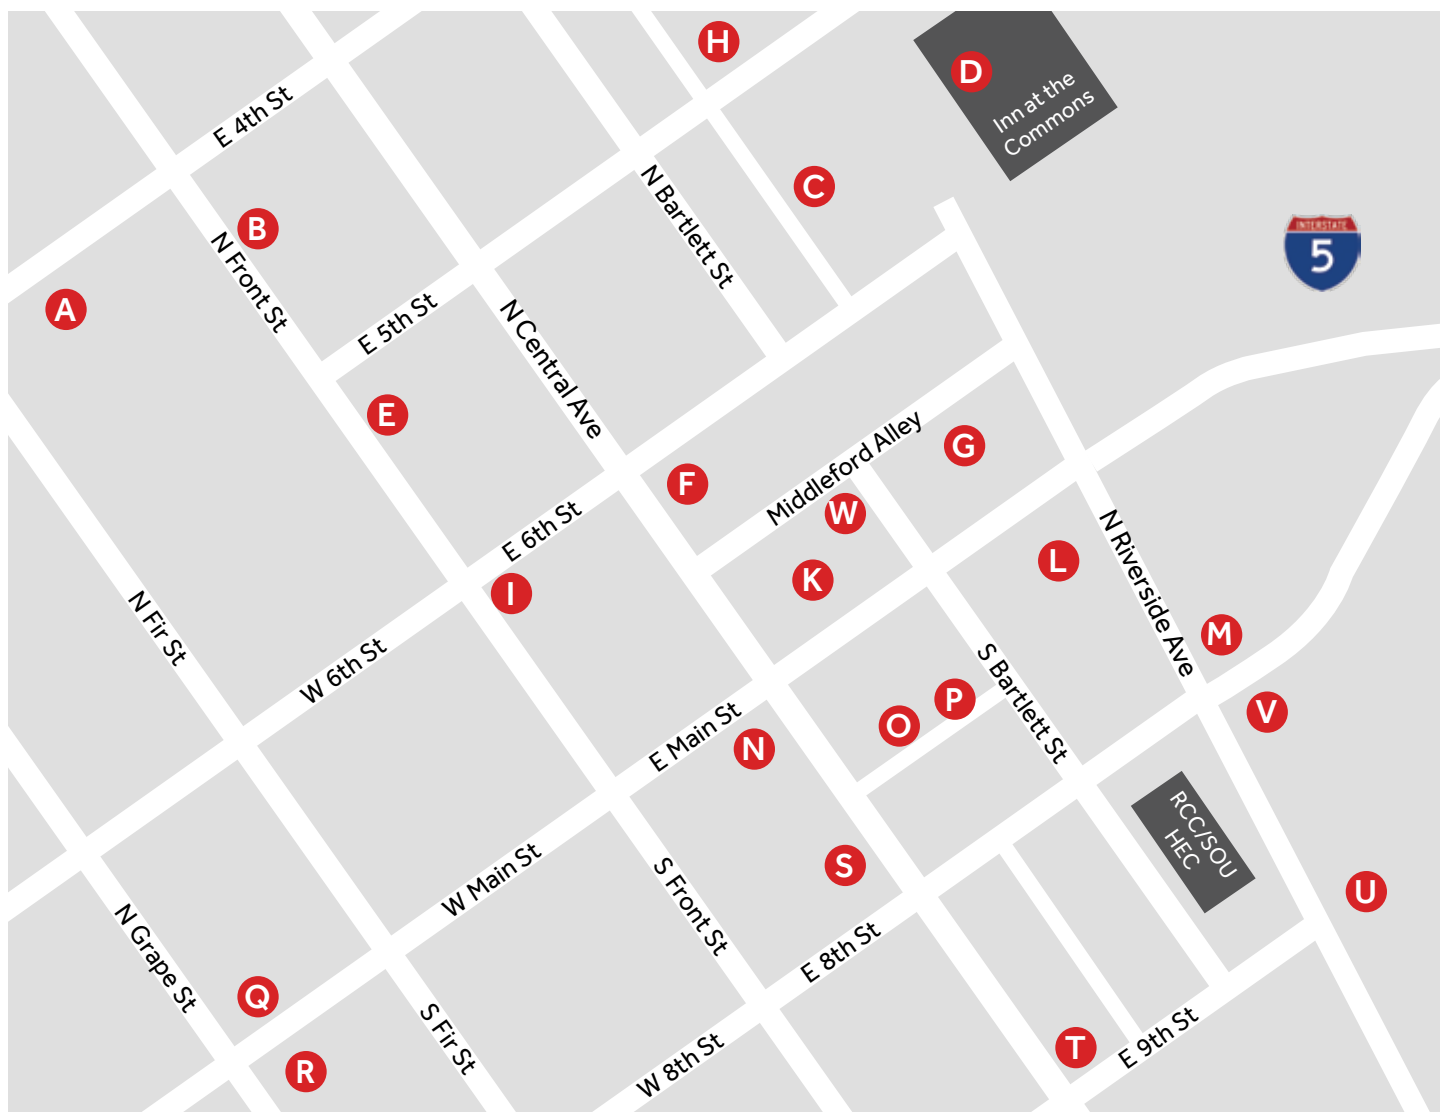 H
D
Inn at the
Commons
E 4th St
C
N Bartlett St
B
N Front St
INTERSTATE
5
A
E 5th St
N Central Ave
E
Middleford Alley
G
F
W
E 6th St
K
I
L
N Riverside Ave
N Fir St
M
W 6th St
S Bartlett St
P
O
V
E Main St
N
RCC/SOU
HEC
S
W Main St
S Front St
U
E 8th St
N Grape St
Q
S Fir St
T
E 9th St
W 8th St
R